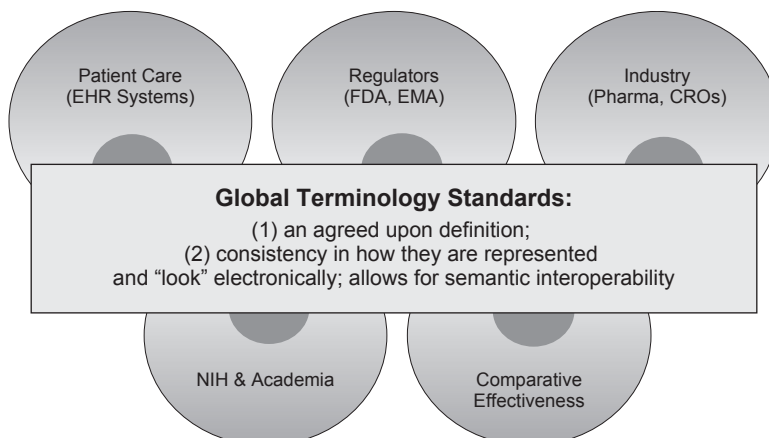 Patient Care
(EHR Systems)
Regulators
(FDA, EMA)
Industry
(Pharma, CROs)
Global Terminology Standards:
(1) an agreed upon definition;
(2) consistency in how they are represented
and “look” electronically; allows for semantic interoperability
NIH & Academia
Comparative
Effectiveness